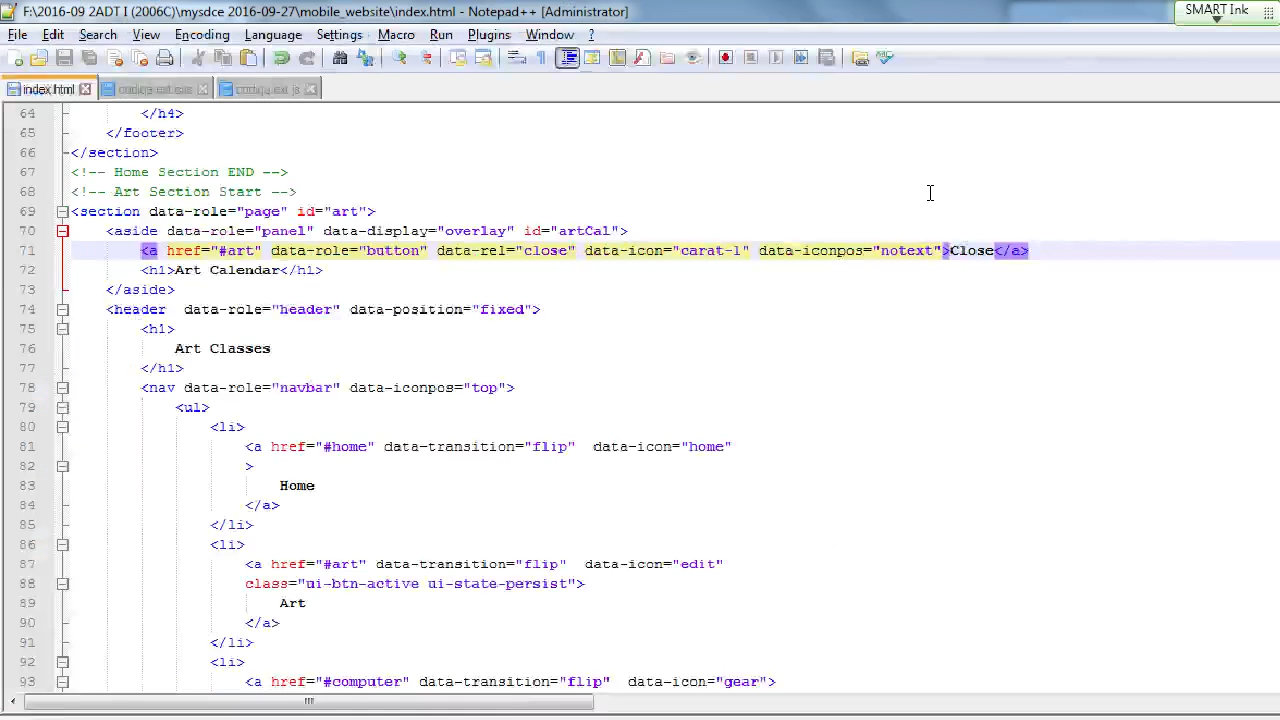 F:\2016-09 2ADT I (2006C)\mysdce 2016-09-27\mobile_website\index.html - Notepad++ [Administrator]
SMART Ink
File Edit Search View Encoding Language Settings Macro Run Plugins Window ?
index.html
64 </h4>
65 </footer>
66 </section>
67 <!-- Home Section END -->
68 <!-- Art Section Start -->
69 <section data-role="page" id="art">
70 <aside data-role="panel" data-display="overlay" id="artCal">
71 <a href="#art" data-role="button" data-rel="close" data-icon="carat-l" data-iconpos="notext">Close</a>
72 <h1>Art Calendar</h1>
73 </aside>
74 <header  data-role="header" data-position="fixed">
75 <h1>
76 Art Classes
77 </h1>
78 <nav data-role="navbar" data-iconpos="top">
79 <ul>
80 <li>
81 <a href="#home" data-transition="flip"  data-icon="home"
82 >
83 Home
84 </a>
85 </li>
86 <li>
87 <a href="#art" data-transition="flip"  data-icon="edit"
88 class="ui-btn-active ui-state-persist">
89 Art
90 </a>
91 </li>
92 <li>
93 <a href="#computer" data-transition="flip"  data-icon="gear">